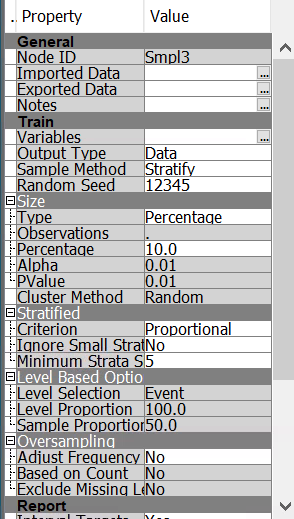 . Property Value
General
Node ID Smpl3
Imported Data ...
Exported Data ...
Notes ...
Train
Variables ...
Output Type Data
Sample Method Stratify
Random Seed 12345
Size
Type Percentage
Observations .
Percentage 10.0
Alpha 0.01
PValue 0.01
Cluster Method Random
Stratified
Criterion Proportional
Ignore Small Strat No
Minimum Strata S 5
Level Based Optio
Level Selection Event
Level Proportion 100.0
Sample Proportion 50.0
Oversampling
Adjust Frequency No
Based on Count No
Exclude Missing Le No
Report
Interval Targets Yes